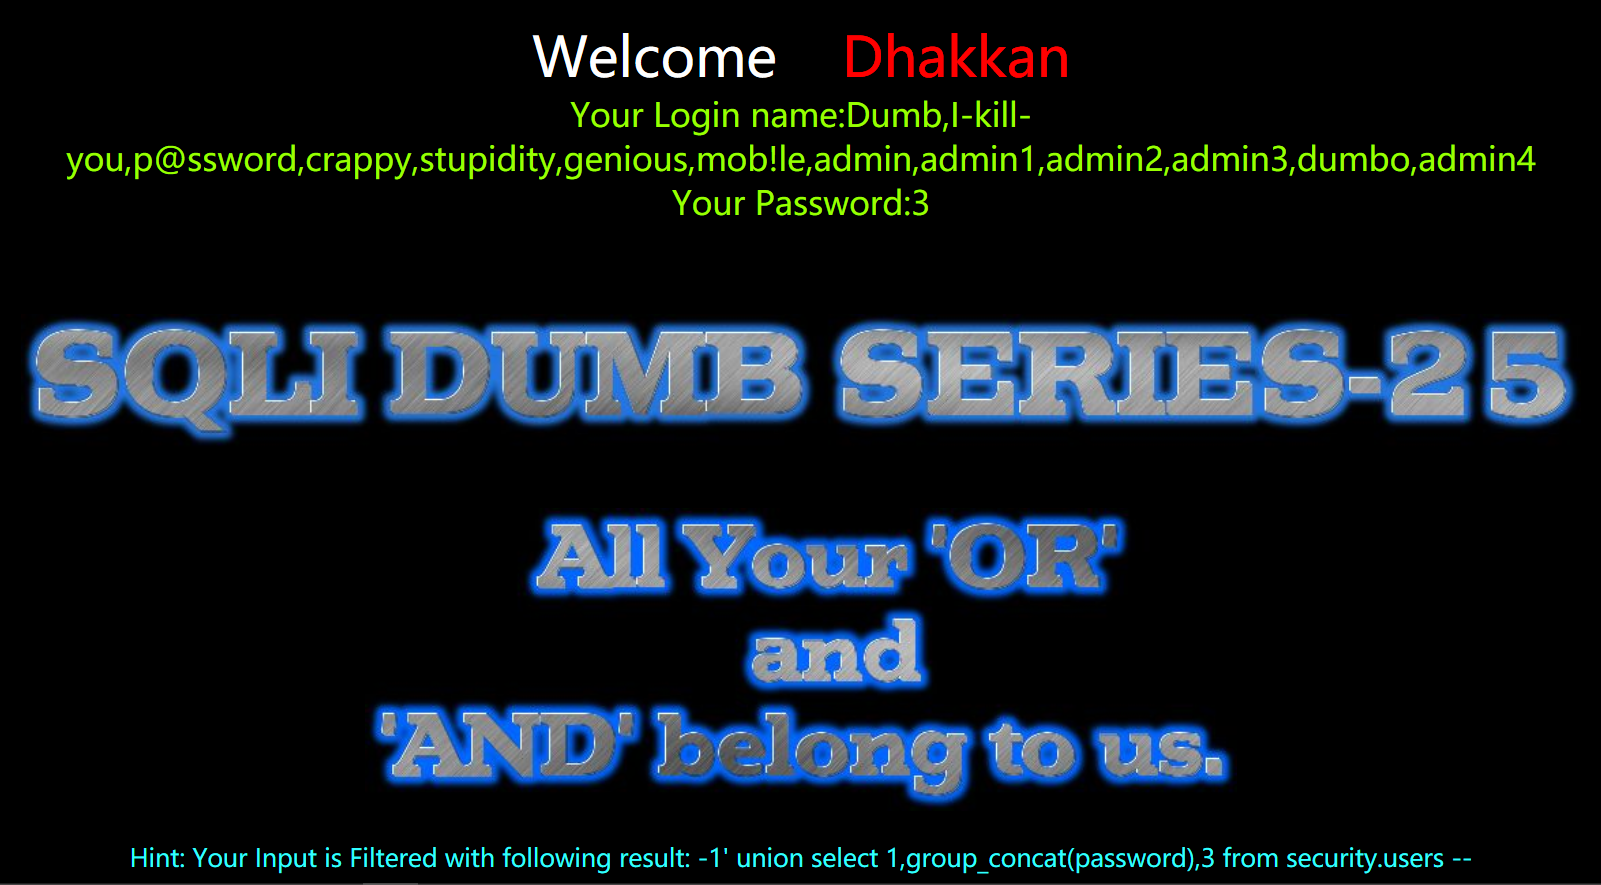 Welcome Dhakkan
Your Login name:Dumb,I-kill-
you,p@ssword,crappy,stupidity,genious,mob!le,admin,admin1,admin2,admin3,dumbo,admin4
Your Password:3
SQLI DUMB SERIES-25
All Your 'OR'
and
'AND' belong to us.
Hint: Your Input is Filtered with following result: -1' union select 1,group_concat(password),3 from security.users --